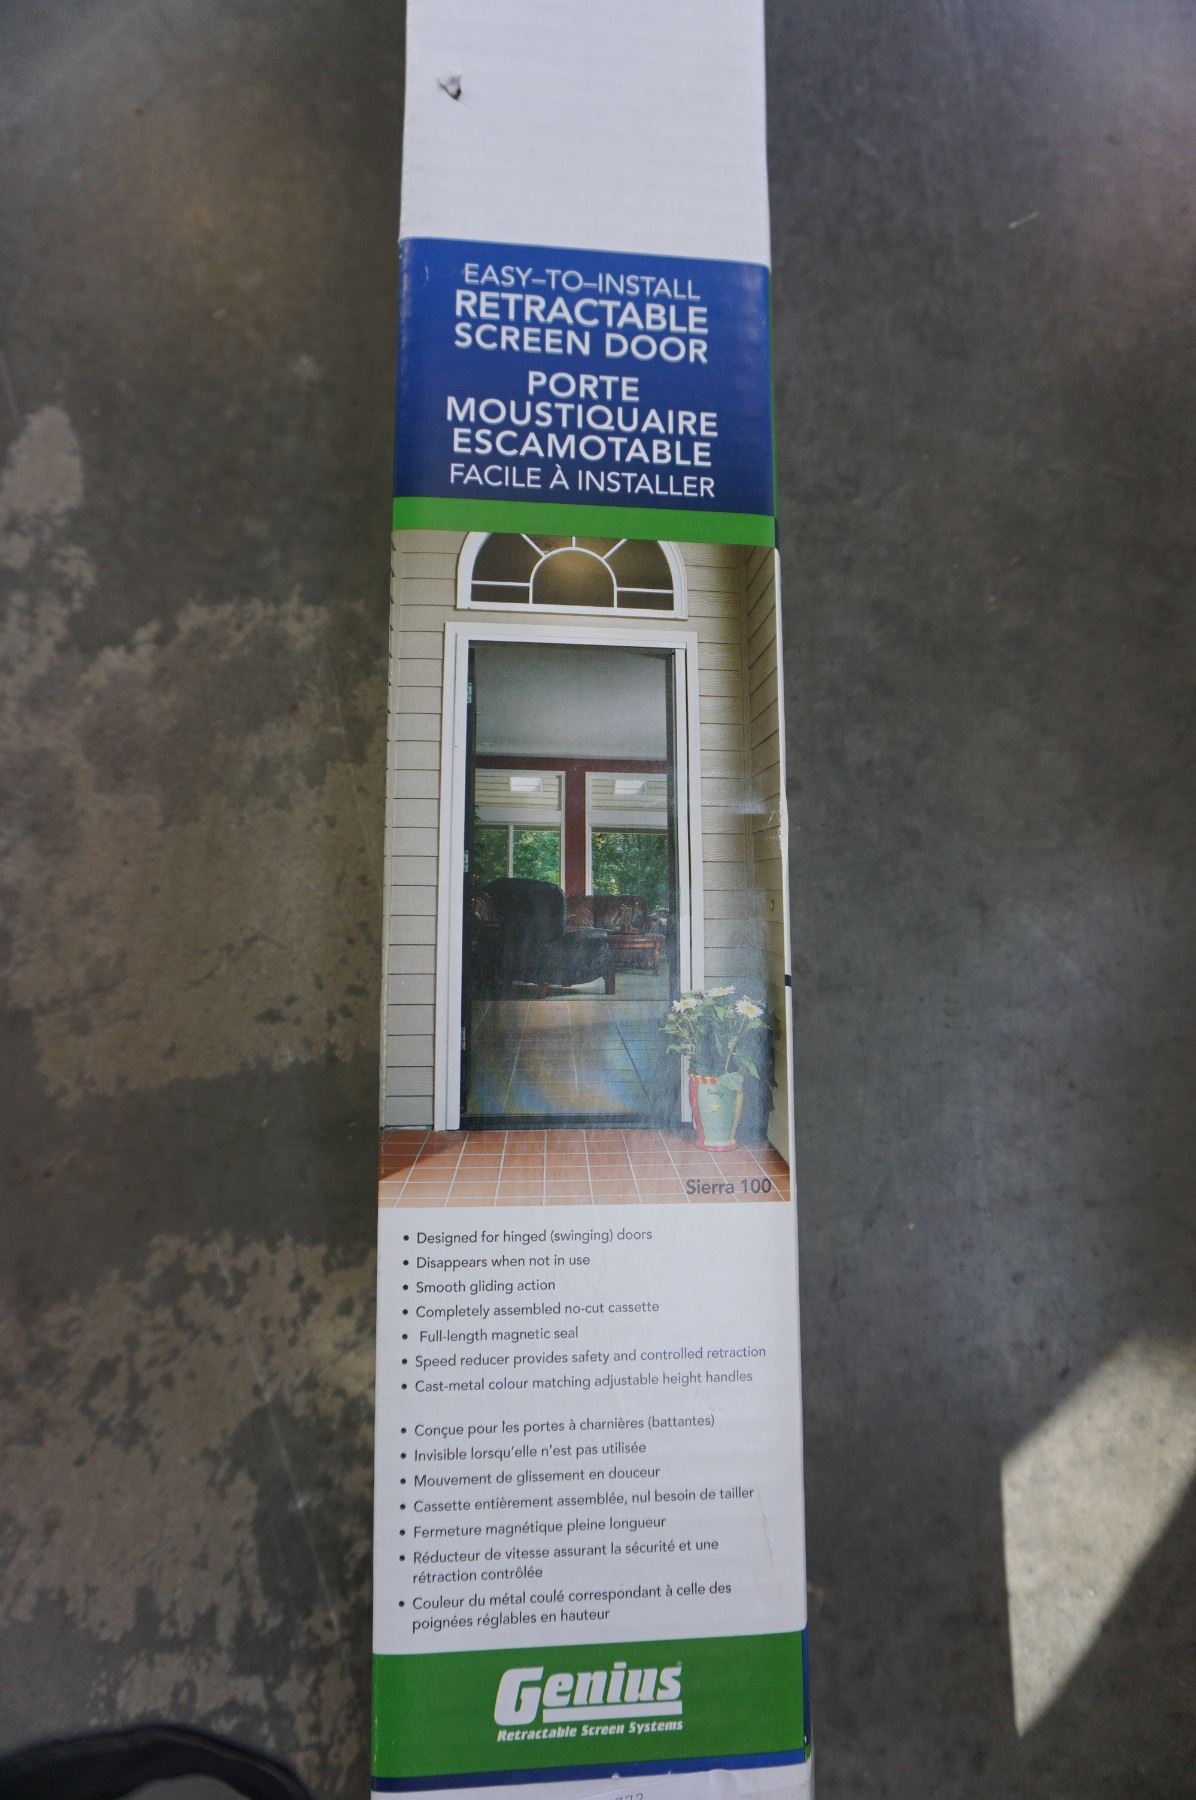 EASY–TO–INSTALL
RETRACTABLE
SCREEN DOOR
PORTE
MOUSTIQUAIRE
ESCAMOTABLE
FACILE À INSTALLER
Sierra 100
• Designed for hinged (swinging) doors
• Disappears when not in use
• Smooth gliding action
• Completely assembled no-cut cassette
• Full-length magnetic seal
• Speed reducer provides safety and controlled retraction
• Cast-metal colour matching adjustable height handles
• Conçue pour les portes à charnières (battantes)
• Invisible lorsqu'elle n'est pas utilisée
• Mouvement de glissement en douceur
• Cassette entièrement assemblée, nul besoin de tailler
• Fermeture magnétique pleine longueur
• Réducteur de vitesse assurant la sécurité et une
rétraction contrôlée
• Couleur du métal coulé correspondant à celle des
poignées réglables en hauteur
Genius
Retractable Screen Systems